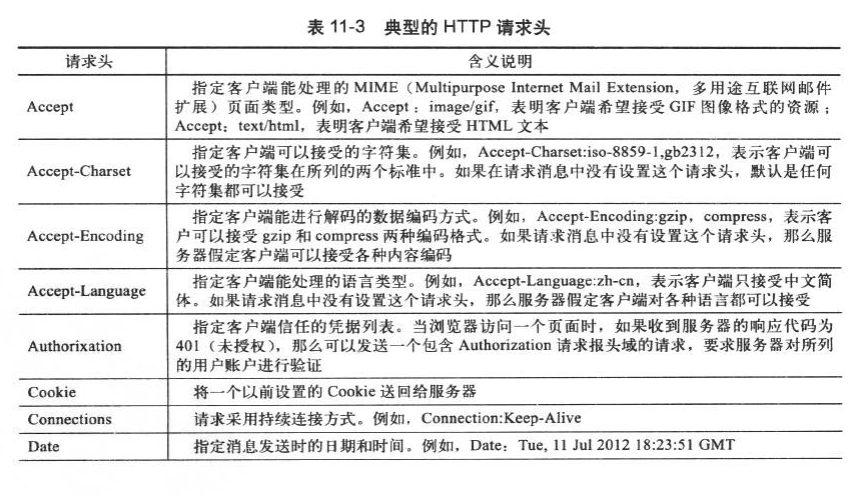 表 11-3 典型的 HTTP 请求头
请求头 含义说明
Accept
指定客户端能处理的 MIME（Multipurpose Internet Mail Extension，多用途互联网邮件
扩展）页面类型。例如，Accept：image/gif，表明客户端希望接受 GIF 图像格式的资源；
Accept：text/html，表明客户端希望接受 HTML 文本
Accept-Charset
指定客户端可以接受的字符集。例如，Accept-Charset:iso-8859-1,gb2312，表示客户端可
以接受的字符集在所列的两个标准中。如果在请求消息中没有设置这个请求头，默认是任何
字符集都可以接受
Accept-Encoding
指定客户端能进行解码的数据编码方式。例如，Accept-Encoding:gzip，compress，表示客
户可以接受 gzip 和 compress 两种编码格式。如果请求消息中没有设置这个请求头，那么服
务器假定客户端可以接受各种内容编码
Accept-Language
指定客户端能处理的语言类型。例如，Accept-Language:zh-cn，表示客户端只接受中文简
体。如果请求消息中没有设置这个请求头，那么服务器假定客户端对各种语言都可以接受
Authorixation
指定客户端信任的凭据列表。当浏览器访问一个页面时，如果收到服务器的响应代码为
401（未授权），那么可以发送一个包含 Authorization 请求报头域的请求，要求服务器对所列
的用户账户进行验证
Cookie 将一个以前设置的 Cookie 送回给服务器
Connections 请求采用持续连接方式。例如，Connection:Keep-Alive
Date 指定消息发送时的日期和时间。例如，Date：Tue, 11 Jul 2012 18:23:51 GMT